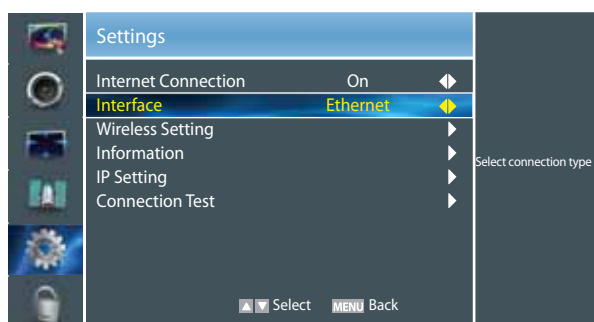 Settings
Internet Connection On
Interface Ethernet
Wireless Setting
Information
IP Setting
Connection Test
Select connection type
Select MENU Back